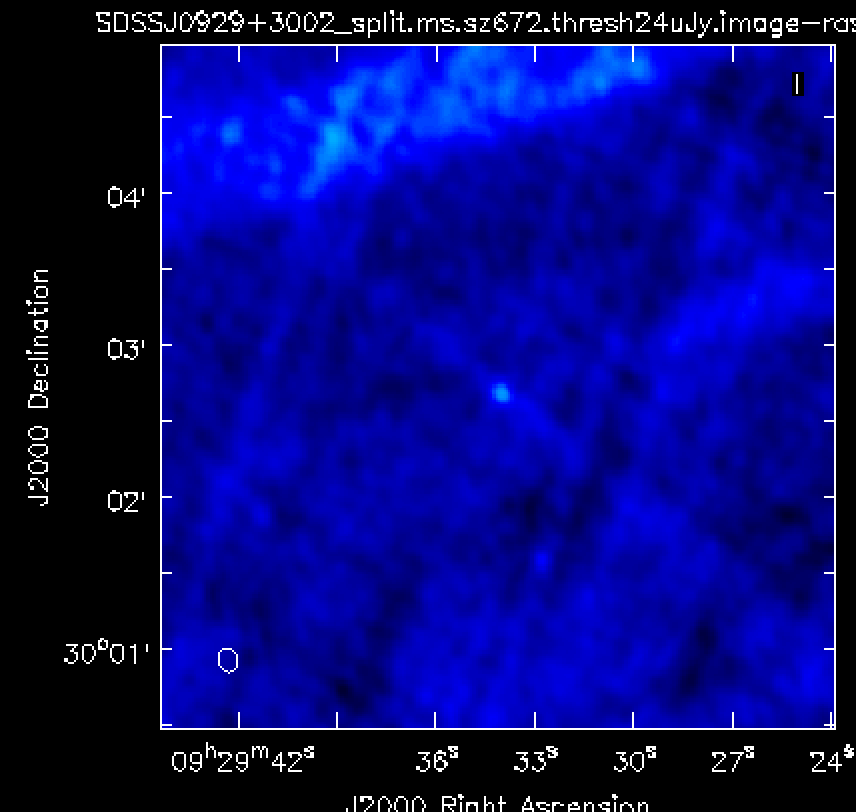 SDSSJ0929+3002_split.ms.sz672.thresh24uJy.image-ras
I
04'
03'
02'
30°01'
J2000 Declination
09ʰ29ᵐ42ˢ 36ˢ 33ˢ 30ˢ 27ˢ 24ˢ
J2000 Right Ascension